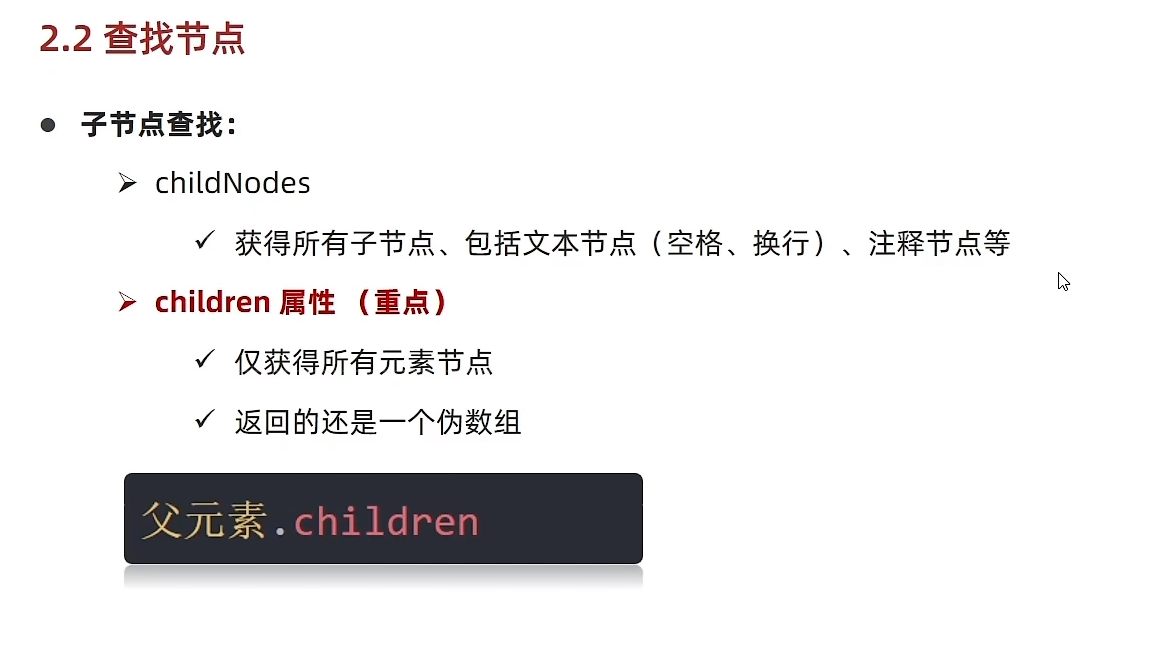 2.2 查找节点
子节点查找：
childNodes
获得所有子节点、包括文本节点（空格、换行）、注释节点等
children 属性 （重点）
仅获得所有元素节点
返回的还是一个伪数组
父元素.children